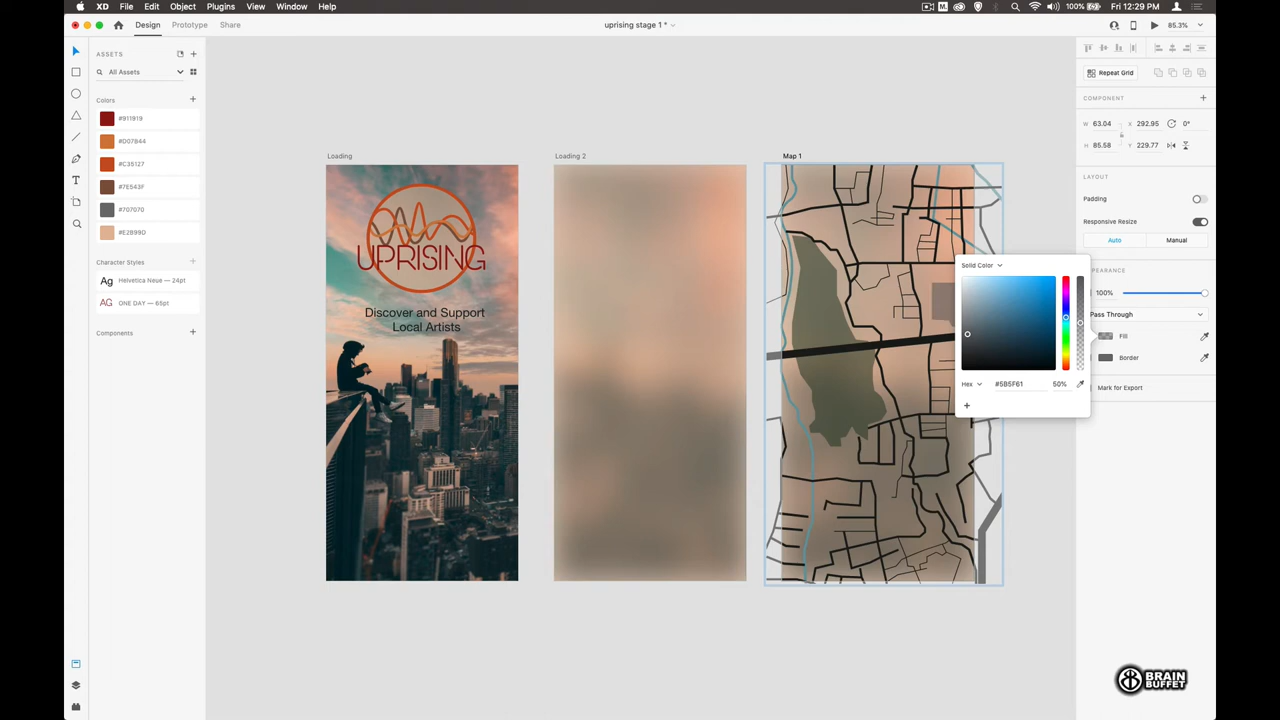 XD File Edit Object Plugins View Window Help
100% Fri 12:29 PM
Design Prototype Share
uprising stage 1 *
85.3%
ASSETS
All Assets
Colors
#911919
#D07844
#C35127
#7E543F
#707070
#E2B99D
Character Styles
Ag Helvetica Neue — 24pt
AG ONE DAY — 65pt
Components
Loading
UPRISING
Discover and Support
Local Artists
Loading 2
Map 1
Solid Color
Hex #5B5F61 50%
Repeat Grid
COMPONENT
W 63.04 X 292.95 0°
H 85.58 Y 229.77
LAYOUT
Padding
Responsive Resize
Auto Manual
APPEARANCE
100%
Pass Through
Fill
Border
Mark for Export
BRAIN
BUFFET